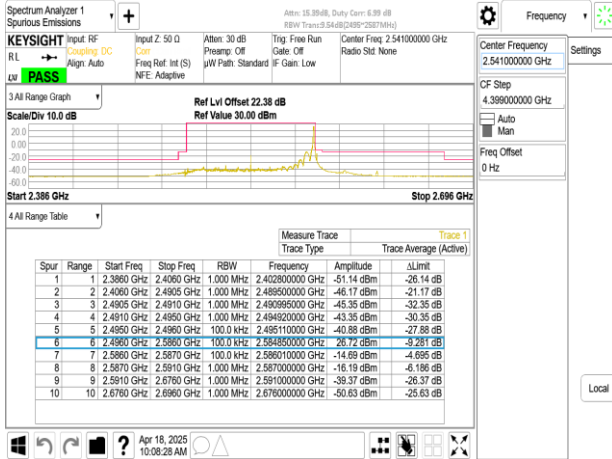 Spectrum Analyzer 1
Spurious Emissions
Attn: 15.39dB, Duty Corr: 6.99 dB
RBW Trans:9.54dB(2495~2587MHz)
Frequency
KEYSIGHT
RL
PASS
Input: RF
Coupling: DC
Align: Auto
Input Z: 50 Ω
Corr
Freq Ref: Int (S)
NFE: Adaptive
Atten: 30 dB
Preamp: Off
µW Path: Standard
Trig: Free Run
Gate: Off
IF Gain: Low
Center Freq: 2.541000000 GHz
Radio Std: None
Center Frequency
2.541000000 GHz
Settings
CF Step
4.399000000 GHz
Auto
Man
Freq Offset
0 Hz
3 All Range Graph
Scale/Div 10.0 dB
Ref Lvl Offset 22.38 dB
Ref Value 30.00 dBm
20.0
0.00
-20.0
-40.0
-60.0
Start 2.386 GHz
Stop 2.696 GHz
4 All Range Table
Measure Trace Trace 1
Trace Type Trace Average (Active)
Spur Range Start Freq Stop Freq RBW Frequency Amplitude ΔLimit
1 1 2.3860 GHz 2.4060 GHz 1.000 MHz 2.402800000 GHz -51.14 dBm -26.14 dB
2 2 2.4060 GHz 2.4905 GHz 1.000 MHz 2.489500000 GHz -46.17 dBm -21.17 dB
3 3 2.4905 GHz 2.4910 GHz 1.000 MHz 2.490995000 GHz -45.35 dBm -32.35 dB
4 4 2.4910 GHz 2.4950 GHz 1.000 MHz 2.494920000 GHz -43.35 dBm -30.35 dB
5 5 2.4950 GHz 2.4960 GHz 100.0 kHz 2.495110000 GHz -40.88 dBm -27.88 dB
6 6 2.4960 GHz 2.5860 GHz 100.0 kHz 2.584850000 GHz 26.72 dBm -9.281 dB
7 7 2.5860 GHz 2.5870 GHz 1.000 MHz 2.586010000 GHz -14.69 dBm -4.695 dB
8 8 2.5870 GHz 2.5910 GHz 1.000 MHz 2.587000000 GHz -16.19 dBm -6.186 dB
9 9 2.5910 GHz 2.6760 GHz 1.000 MHz 2.591000000 GHz -39.37 dBm -26.37 dB
10 10 2.6760 GHz 2.6960 GHz 1.000 MHz 2.676000000 GHz -50.63 dBm -25.63 dB
Local
?
Apr 18, 2025
10:08:28 AM